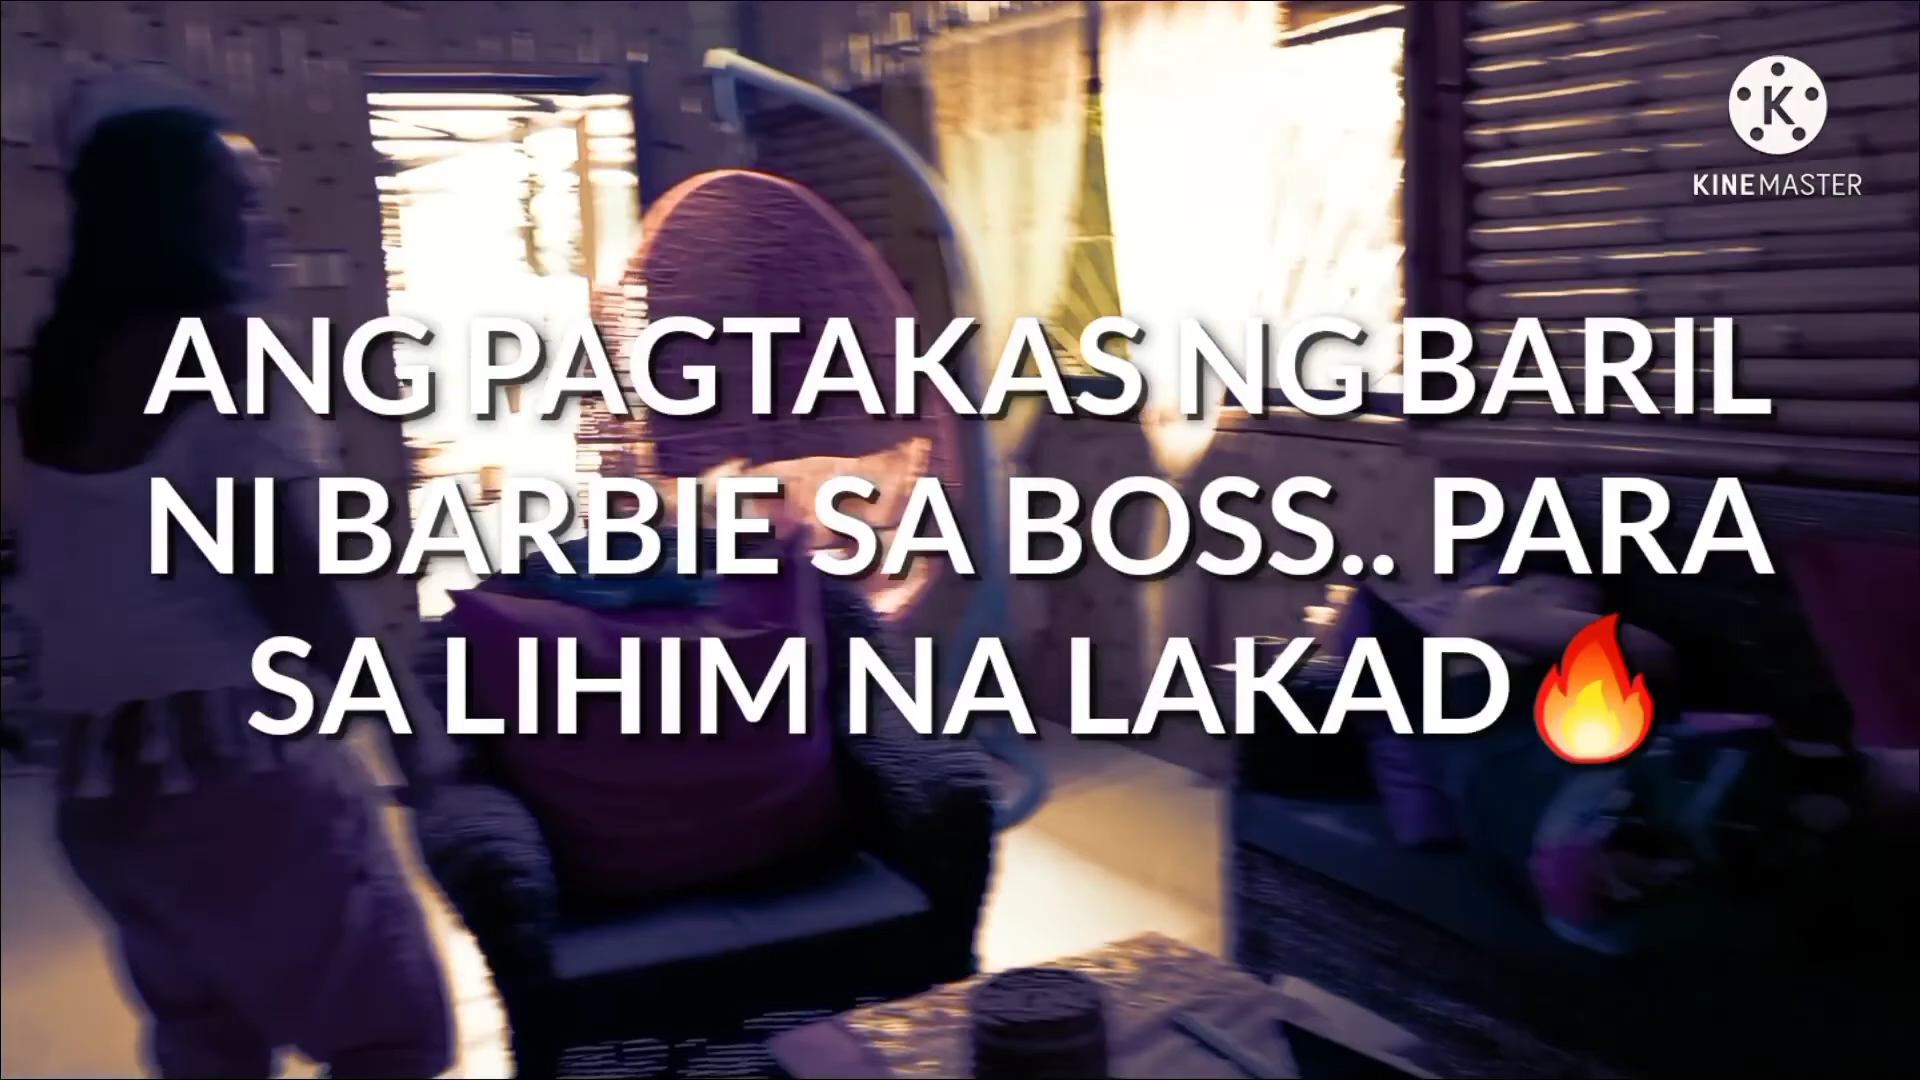 KINEMASTER
ANG PAGTAKAS NG BARIL
NI BARBIE SA BOSS.. PARA
SA LIHIM NA LAKAD🔥